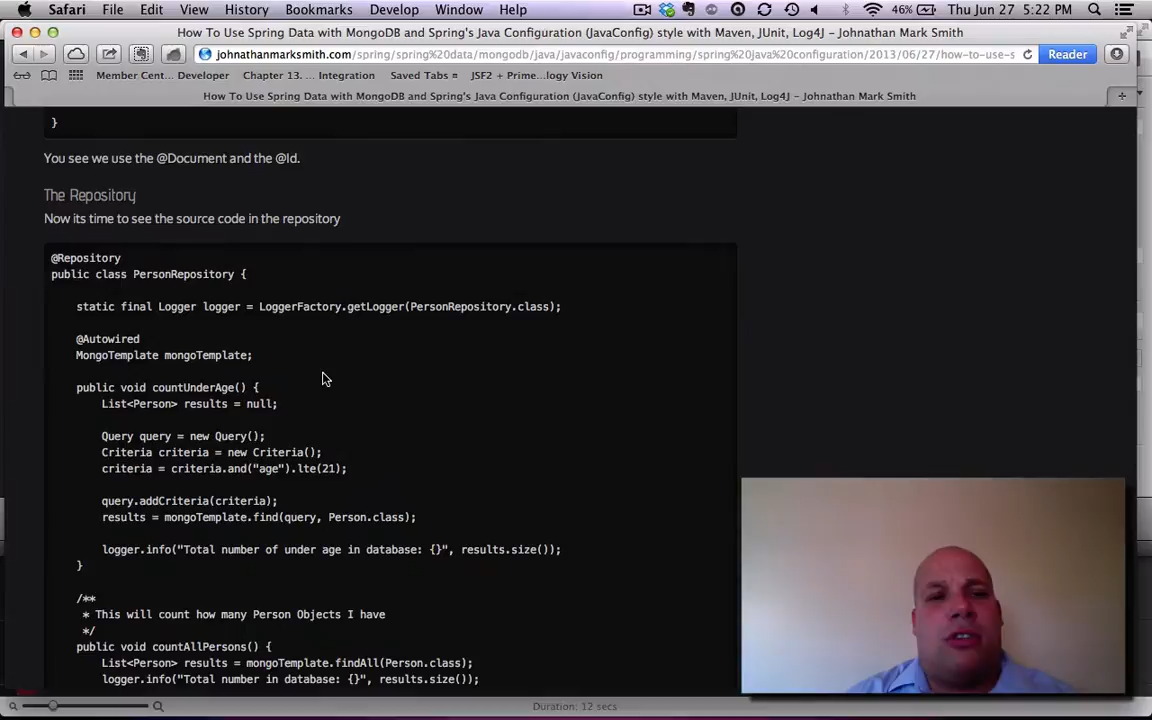 Safari File Edit View History Bookmarks Develop Window Help 46% Thu Jun 27 5:22 PM
How To Use Spring Data with MongoDB and Spring's Java Configuration (JavaConfig) style with Maven, JUnit, Log4J – Johnathan Mark Smith
johnathanmarksmith.com/spring/spring%20data/mongodb/java/javaconfig/programming/spring%20java%20configuration/2013/06/27/how-to-use-s Reader
Member Cent... Developer Chapter 13. ... Integration Saved Tabs JSF2 + Prime...logy Vision
How To Use Spring Data with MongoDB and Spring's Java Configuration (JavaConfig) style with Maven, JUnit, Log4J – Johnathan Mark Smith
}
You see we use the @Document and the @Id.
The Repository
Now its time to see the source code in the repository
@Repository
public class PersonRepository {
static final Logger logger = LoggerFactory.getLogger(PersonRepository.class);
@Autowired
MongoTemplate mongoTemplate;
public void countUnderAge() {
List<Person> results = null;
Query query = new Query();
Criteria criteria = new Criteria();
criteria = criteria.and("age").lte(21);
query.addCriteria(criteria);
results = mongoTemplate.find(query, Person.class);
logger.info("Total number of under age in database: {}", results.size());
}
/**
* This will count how many Person Objects I have
*/
public void countAllPersons() {
List<Person> results = mongoTemplate.findAll(Person.class);
logger.info("Total number in database: {}", results.size());
Duration: 12 secs